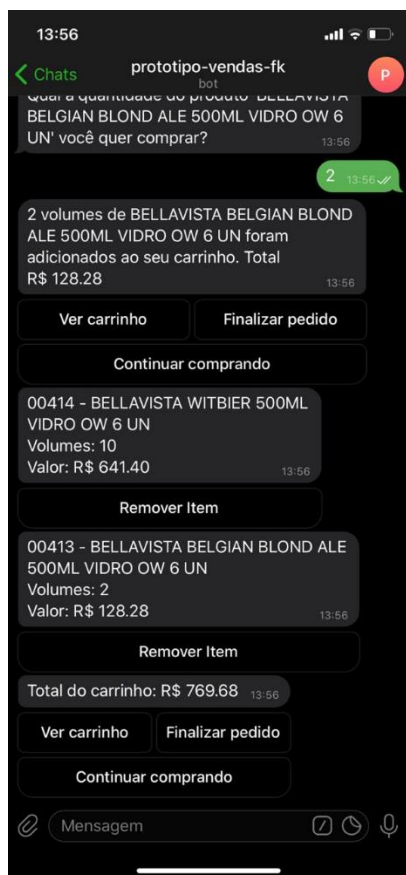 13:56
Chats
prototipo-vendas-fk
bot
P
Qual a quantidade do produto 'BELLAVISTA
BELGIAN BLOND ALE 500ML VIDRO OW 6
UN' você quer comprar?
13:56
2 13:56
2 volumes de BELLAVISTA BELGIAN BLOND
ALE 500ML VIDRO OW 6 UN foram
adicionados ao seu carrinho. Total
R$ 128.28
13:56
Ver carrinho Finalizar pedido
Continuar comprando
00414 - BELLAVISTA WITBIER 500ML
VIDRO OW 6 UN
Volumes: 10
Valor: R$ 641.40
13:56
Remover Item
00413 - BELLAVISTA BELGIAN BLOND ALE
500ML VIDRO OW 6 UN
Volumes: 2
Valor: R$ 128.28
13:56
Remover Item
Total do carrinho: R$ 769.68 13:56
Ver carrinho Finalizar pedido
Continuar comprando
Mensagem